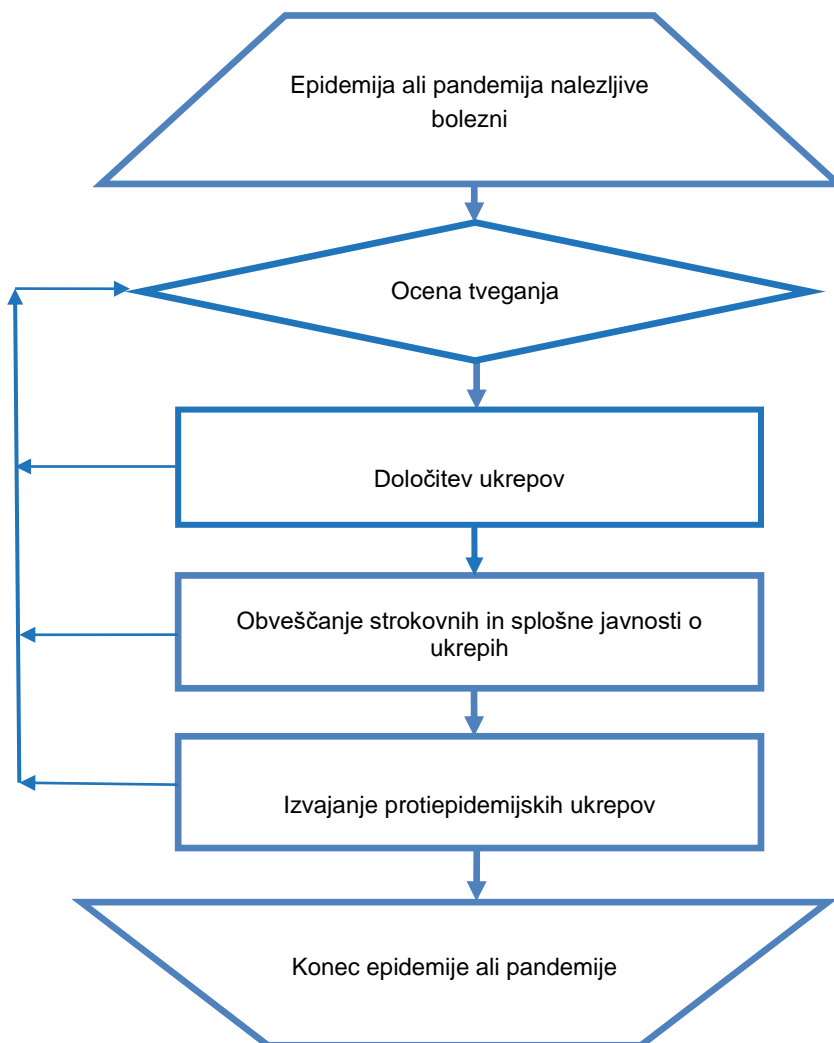 Epidemija ali pandemija nalezljive
bolezni
Ocena tveganja
Določitev ukrepov
Obveščanje strokovnih in splošne javnosti o
ukrepih
Izvajanje protiepidemijskih ukrepov
Konec epidemije ali pandemije